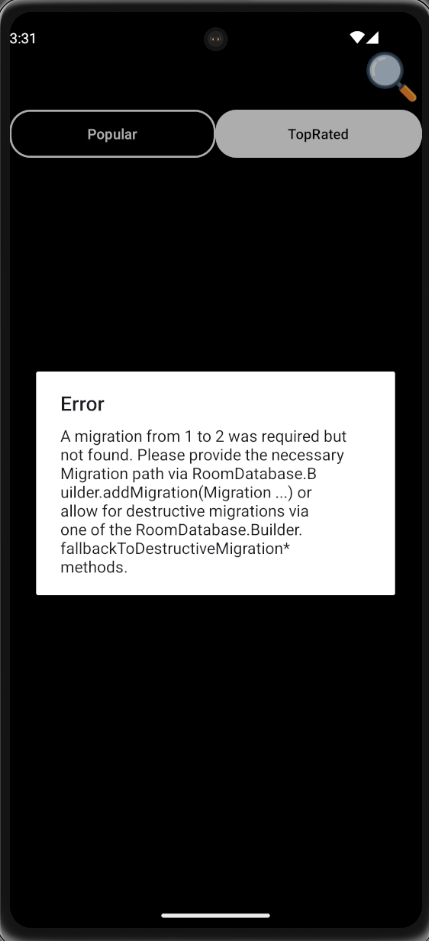 3:31
Popular
TopRated
Error
A migration from 1 to 2 was required but
not found. Please provide the necessary
Migration path via RoomDatabase.B
uilder.addMigration(Migration ...) or
allow for destructive migrations via
one of the RoomDatabase.Builder.
fallbackToDestructiveMigration*
methods.